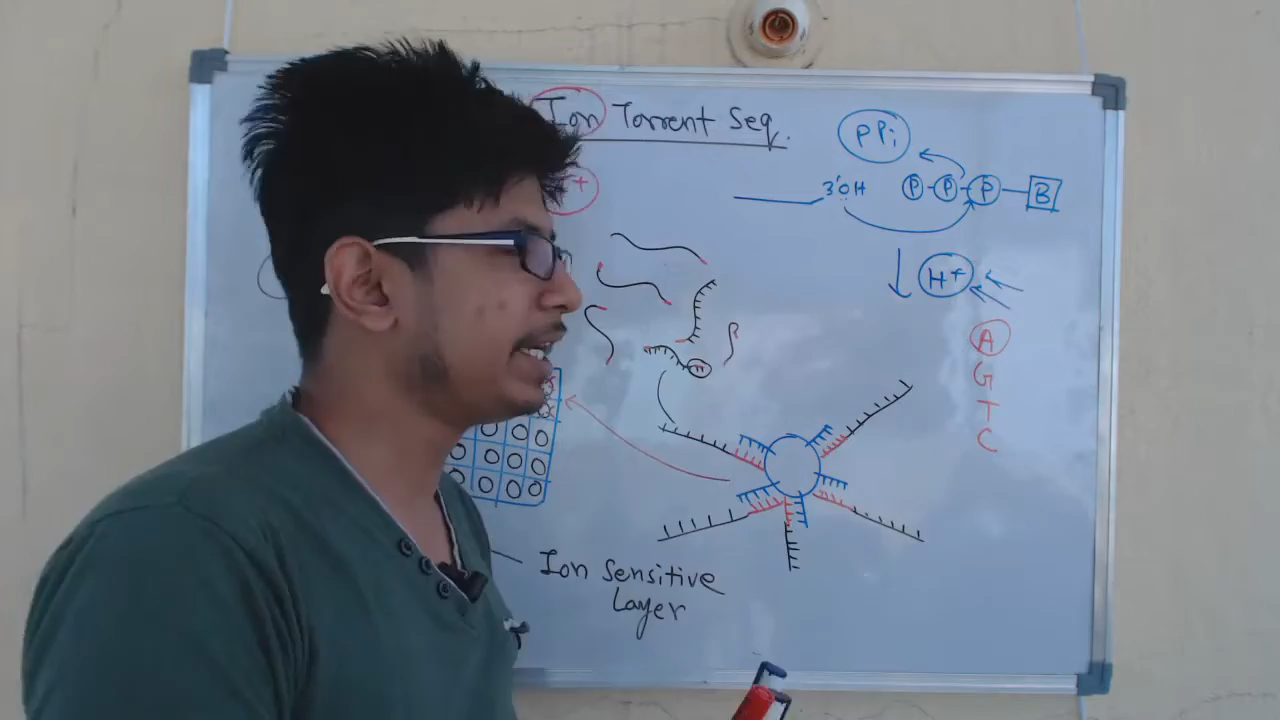 Ion Torrent Seq.
PPi
+
3'OH P-P-P-B
H+
A
G
T
C
Ion Sensitive
Layer